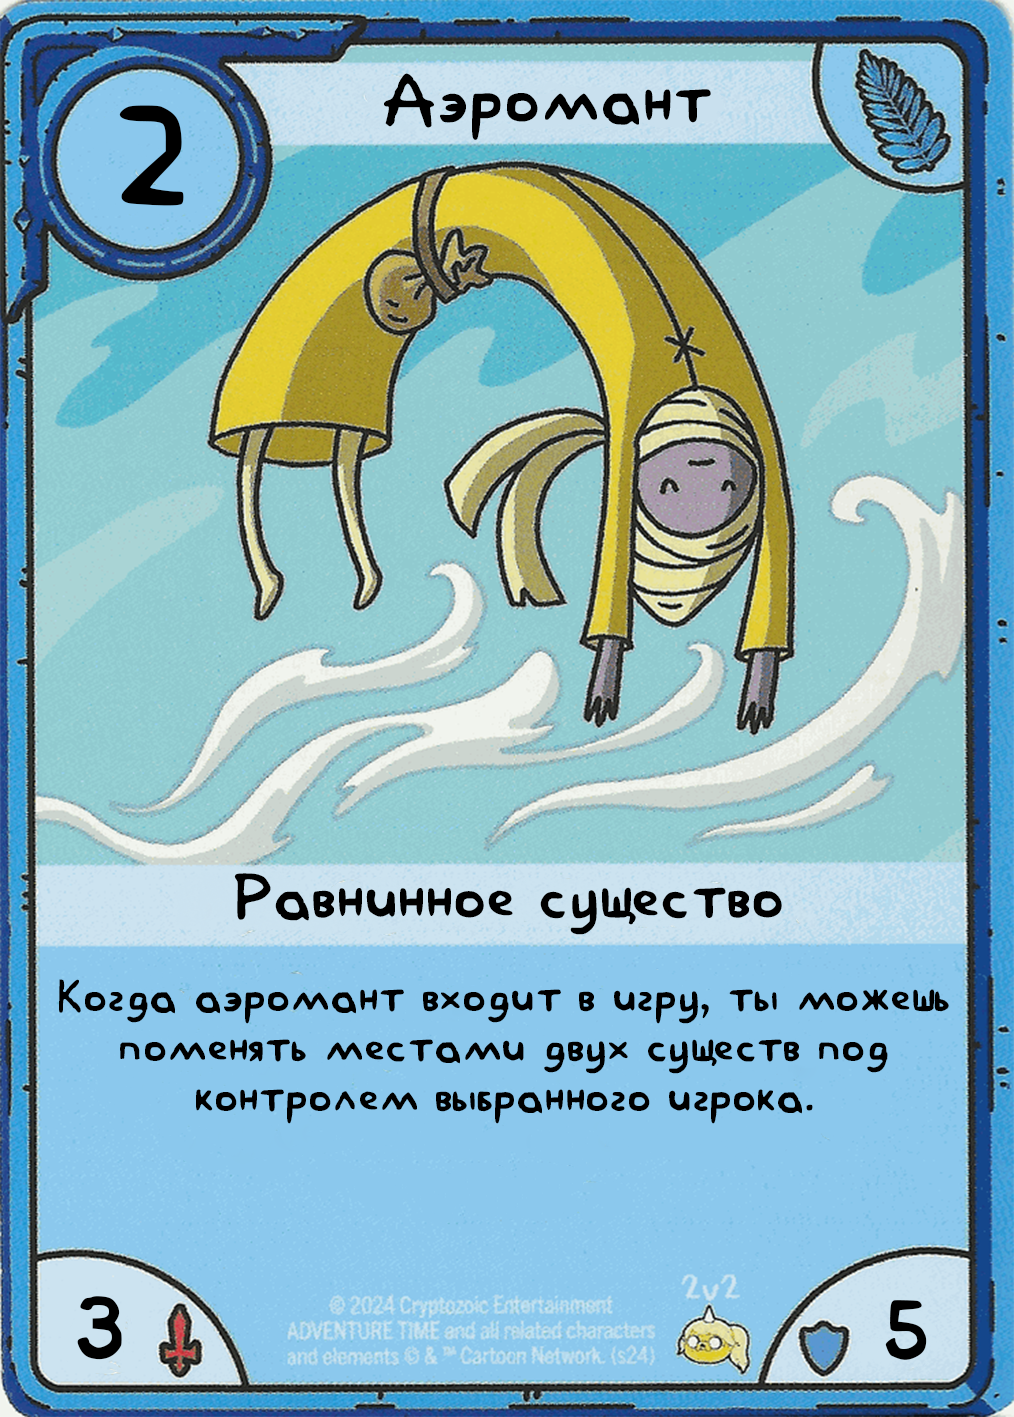 2
Аэромант
Равнинное существо
Когда аэромант входит в игру, ты можешь
поменять местами двух существ под
контролем выбранного игрока.
3
© 2024 Cryptozoic Entertainment
ADVENTURE TIME and all related characters
and elements © & ™ Cartoon Network. (s24)
2v2
5